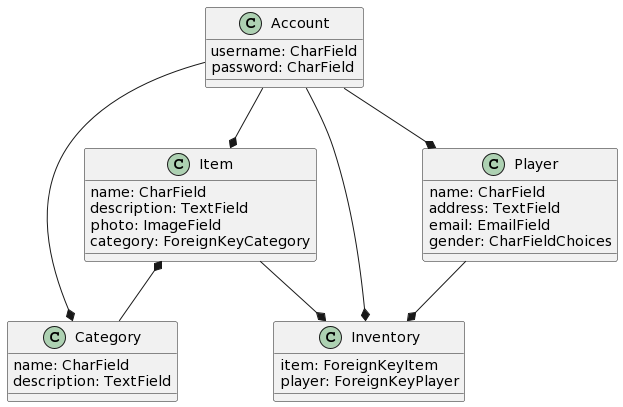 C Account
username: CharField
password: CharField
C Item
name: CharField
description: TextField
photo: ImageField
category: ForeignKeyCategory
C Player
name: CharField
address: TextField
email: EmailField
gender: CharFieldChoices
C Category
name: CharField
description: TextField
C Inventory
item: ForeignKeyItem
player: ForeignKeyPlayer